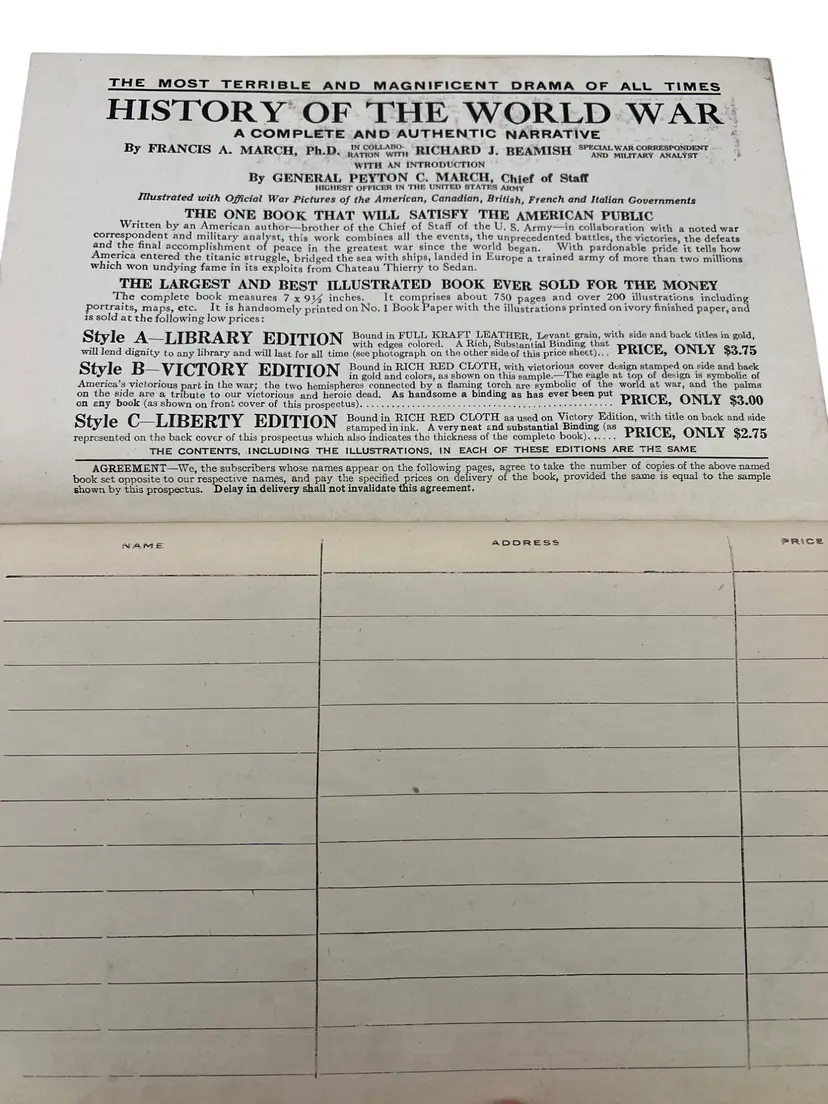 THE MOST TERRIBLE AND MAGNIFICENT DRAMA OF ALL TIMES
HISTORY OF THE WORLD WAR
A COMPLETE AND AUTHENTIC NARRATIVE
By FRANCIS A. MARCH, Ph.D. IN COLLABO-RATION WITH RICHARD J. BEAMISH SPECIAL WAR CORRESPONDENT AND MILITARY ANALYST
WITH AN INTRODUCTION
By GENERAL PEYTON C. MARCH, Chief of Staff
HIGHEST OFFICER IN THE UNITED STATES ARMY
Illustrated with Official War Pictures of the American, Canadian, British, French and Italian Governments
THE ONE BOOK THAT WILL SATISFY THE AMERICAN PUBLIC
Written by an American author—brother of the Chief of Staff of the U. S. Army—in collaboration with a noted war
correspondent and military analyst, this work combines all the events, the unprecedented battles, the victories, the defeats
and the final accomplishment of peace in the greatest war since the world began. With pardonable pride it tells how
America entered the titanic struggle, bridged the sea with ships, landed in Europe a trained army of more than two millions
which won undying fame in its exploits from Chateau Thierry to Sedan.
THE LARGEST AND BEST ILLUSTRATED BOOK EVER SOLD FOR THE MONEY
The complete book measures 7 x 9½ inches. It comprises about 750 pages and over 200 illustrations including
portraits, maps, etc. It is handsomely printed on No. 1 Book Paper with the illustrations printed on ivory finished paper, and
is sold at the following low prices:
Style A—LIBRARY EDITION Bound in FULL KRAFT LEATHER, Levant grain, with side and back titles in gold,
with edges colored. A Rich, Substantial Binding that
will lend dignity to any library and will last for all time (see photograph on the other side of this price sheet)... PRICE, ONLY $3.75
Style B—VICTORY EDITION Bound in RICH RED CLOTH, with victorious cover design stamped on side and back
in gold and colors, as shown on this sample.—The eagle at top of design is symbolic of
America's victorious part in the war; the two hemispheres connected by a flaming torch are symbolic of the world at war, and the palms
on the side are a tribute to our victorious and heroic dead. As handsome a binding as has ever been put
on any book (as shown on front cover of this prospectus)........................................ PRICE, ONLY $3.00
Style C—LIBERTY EDITION Bound in RICH RED CLOTH as used on Victory Edition, with title on back and side
stamped in ink. A very neat and substantial Binding (as
represented on the back cover of this prospectus which also indicates the thickness of the complete book)...... PRICE, ONLY $2.75
THE CONTENTS, INCLUDING THE ILLUSTRATIONS, IN EACH OF THESE EDITIONS ARE THE SAME
AGREEMENT—We, the subscribers whose names appear on the following pages, agree to take the number of copies of the above named
book set opposite to our respective names, and pay the specified prices on delivery of the book, provided the same is equal to the sample
shown by this prospectus. Delay in delivery shall not invalidate this agreement.
NAME ADDRESS PRICE